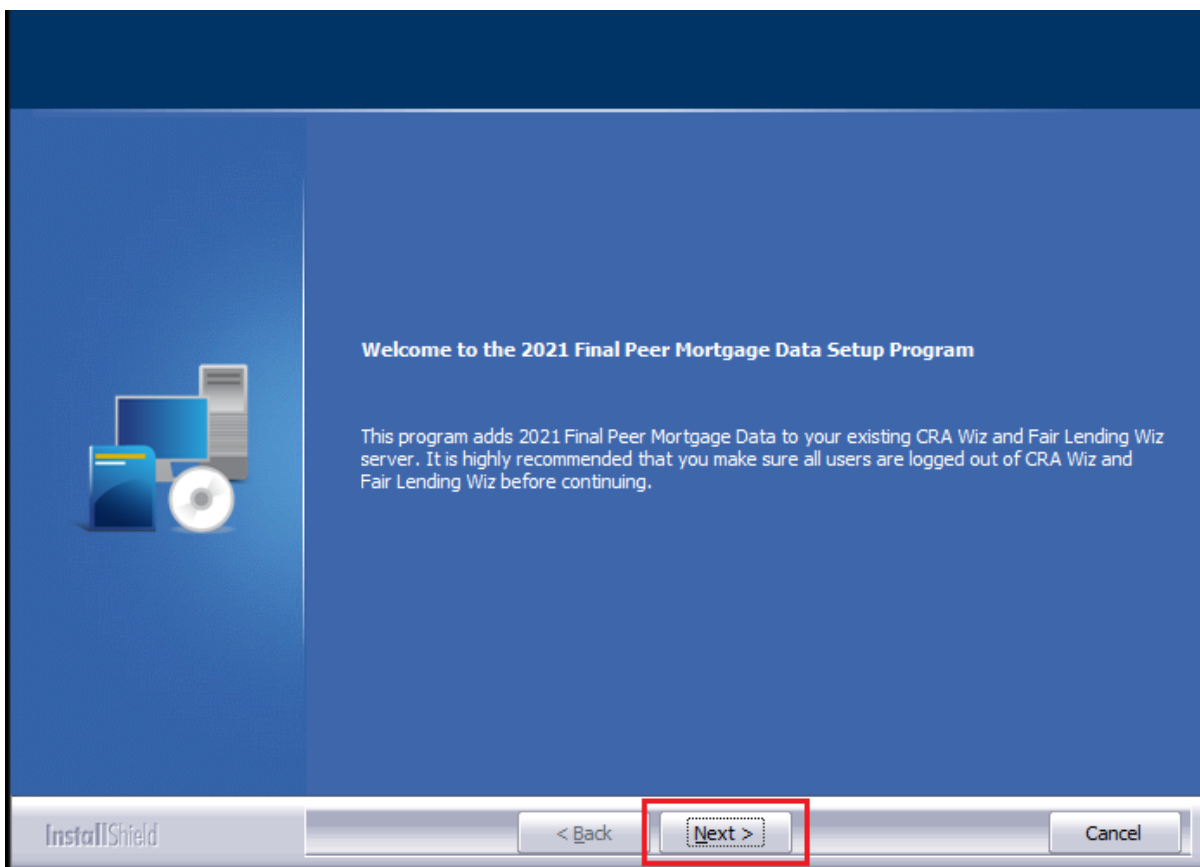 Welcome to the 2021 Final Peer Mortgage Data Setup Program
This program adds 2021 Final Peer Mortgage Data to your existing CRA Wiz and Fair Lending Wiz
server. It is highly recommended that you make sure all users are logged out of CRA Wiz and
Fair Lending Wiz before continuing.
InstallShield
< Back
Next >
Cancel